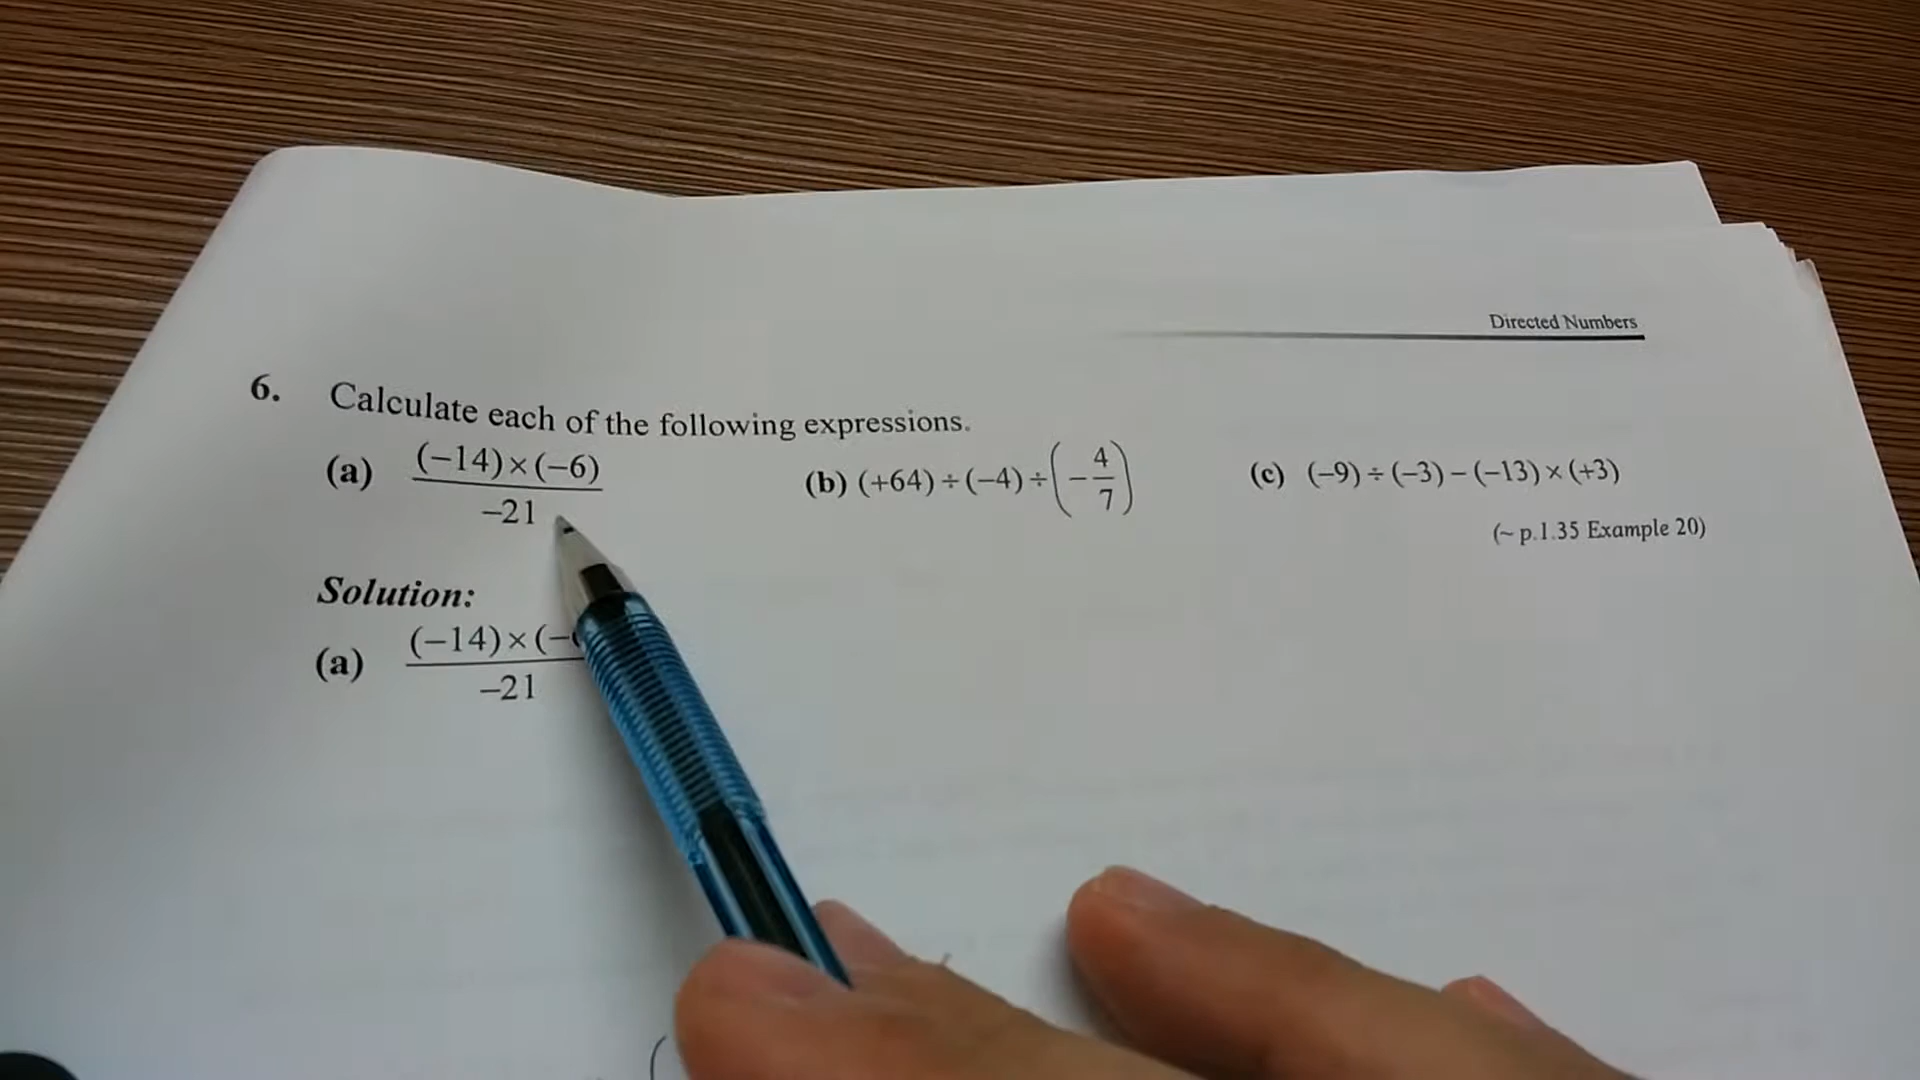 Directed Numbers
6. Calculate each of the following expressions.
(a) (−14)×(−6)/−21 (b) (+64)÷(−4)÷(−4/7) (c) (−9)÷(−3)−(−13)×(+3)
(~ p.1.35 Example 20)
Solution:
(a) (−14)×(−
−21